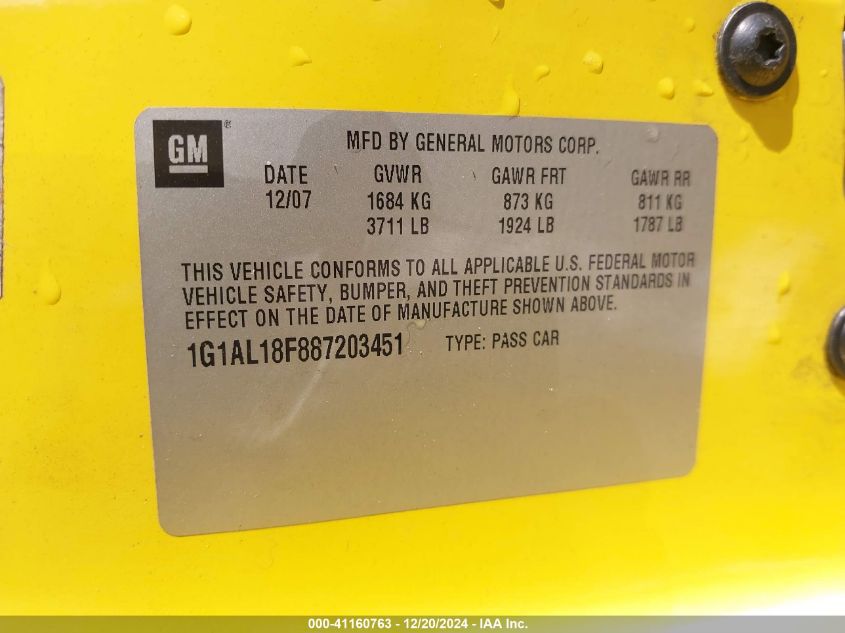 GM®
MFD BY GENERAL MOTORS CORP.
DATE GVWR GAWR FRT GAWR RR
12/07 1684 KG 873 KG 811 KG
3711 LB 1924 LB 1787 LB
THIS VEHICLE CONFORMS TO ALL APPLICABLE U.S. FEDERAL MOTOR
VEHICLE SAFETY, BUMPER, AND THEFT PREVENTION STANDARDS IN
EFFECT ON THE DATE OF MANUFACTURE SHOWN ABOVE.
1G1AL18F887203451 TYPE: PASS CAR
000-41160763 - 12/20/2024 - IAA Inc.